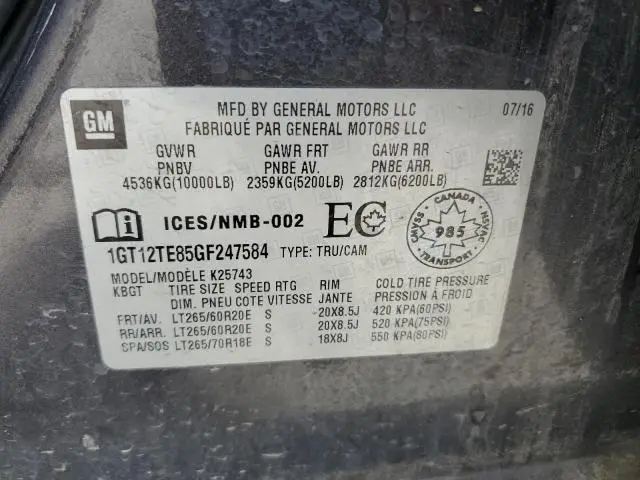 GM
MFD BY GENERAL MOTORS LLC 07/16
FABRIQUÉ PAR GENERAL MOTORS LLC
GVWR GAWR FRT GAWR RR
PNBV PNBE AV. PNBE ARR.
4536KG(10000LB) 2359KG(5200LB) 2812KG(6200LB)
ICES/NMB-002 EC CANADA CMVSS NSVAC 985 TRANSPORT
1GT12TE85GF247584 TYPE: TRU/CAM
MODEL/MODÈLE K25743
KBGT TIRE SIZE SPEED RTG RIM COLD TIRE PRESSURE
DIM. PNEU COTE VITESSE JANTE PRESSION À FROID
FRT/AV. LT265/60R20E S 20X8.5J 420 KPA(60PSI)
RR/ARR. LT265/60R20E S 20X8.5J 520 KPA(75PSI)
SPA/SOS LT265/70R18E S 18X8J 550 KPA(80PSI)